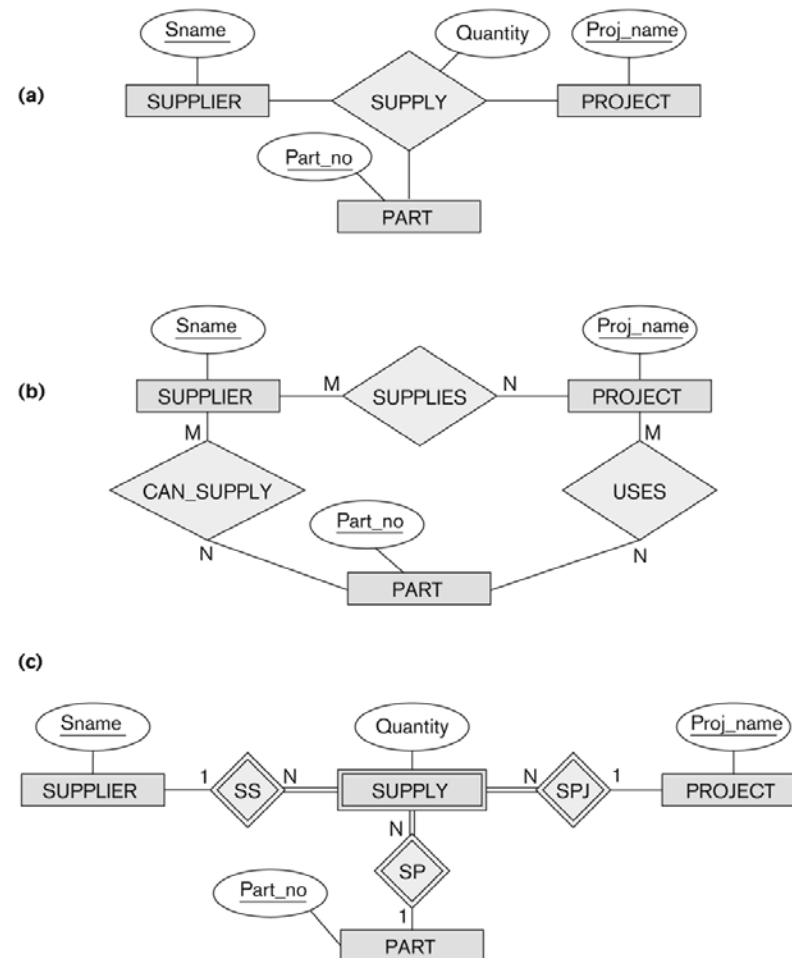 Sname
Quantity
Proj_name
(a)
SUPPLIER
SUPPLY
PROJECT
Part_no
PART
Sname
Proj_name
(b)
SUPPLIER
M
SUPPLIES
N
PROJECT
M
M
CAN_SUPPLY
USES
Part_no
N
N
PART
(c)
Sname
Quantity
Proj_name
SUPPLIER
1
SS
N
SUPPLY
N
SPJ
1
PROJECT
N
SP
Part_no
1
PART